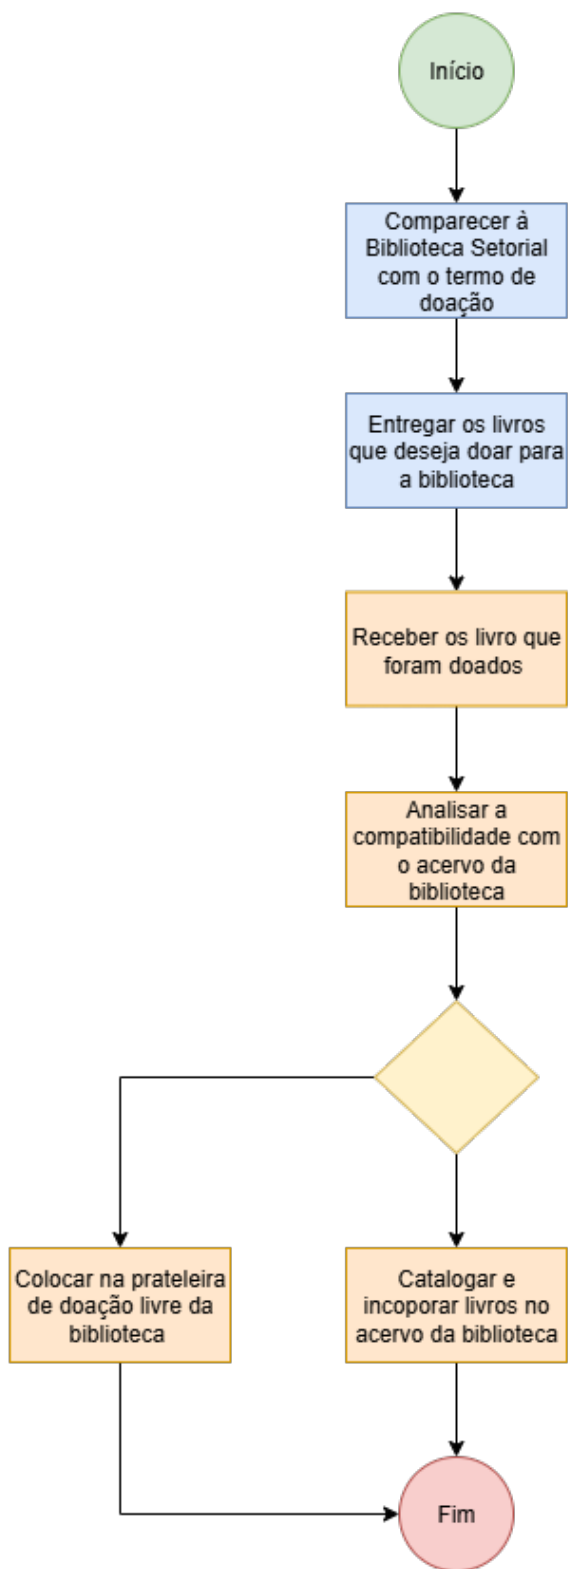 Início
Comparecer à
Biblioteca Setorial
com o termo de
doação
Entregar os livros
que deseja doar para
a biblioteca
Receber os livro que
foram doados
Analisar a
compatibilidade com
o acervo da
biblioteca
Colocar na prateleira
de doação livre da
biblioteca
Catalogar e
incoporar livros no
acervo da biblioteca
Fim